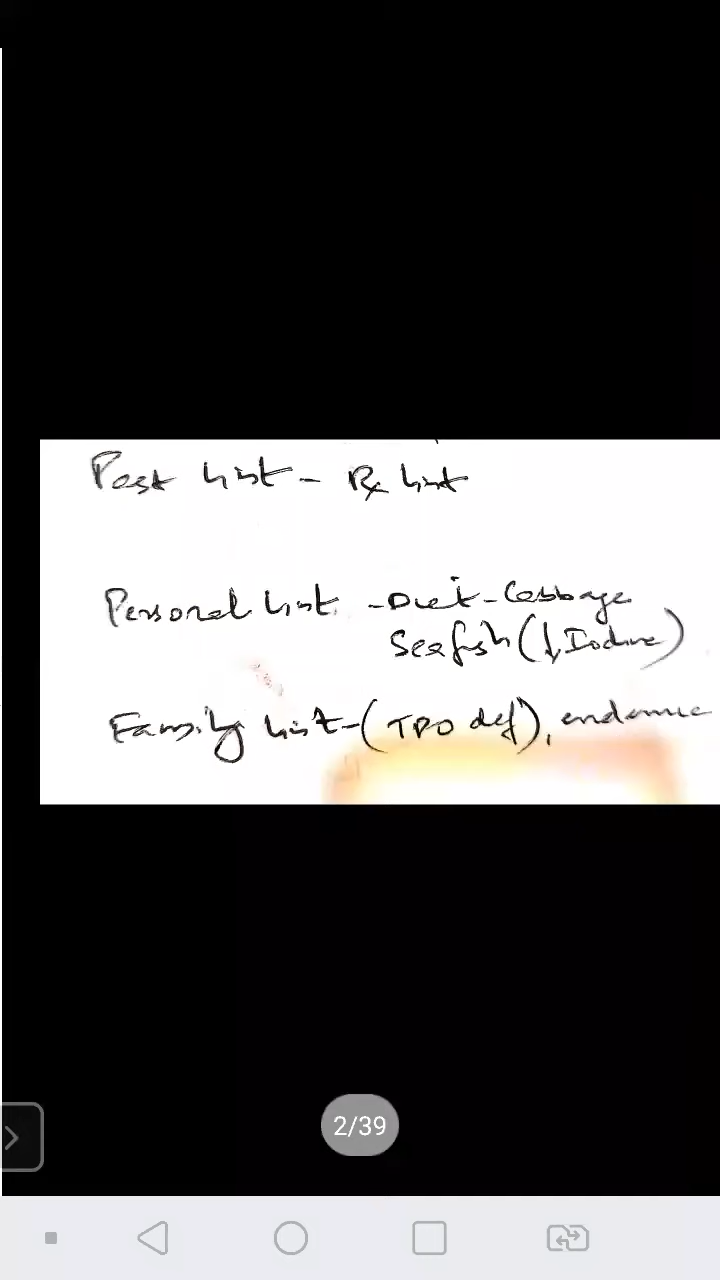 Past hist - Rx hist
Personal hist - Diet - Cabbage
Seafish (↓ Iodine)
Family hist - (TPO def), endemic
2/39